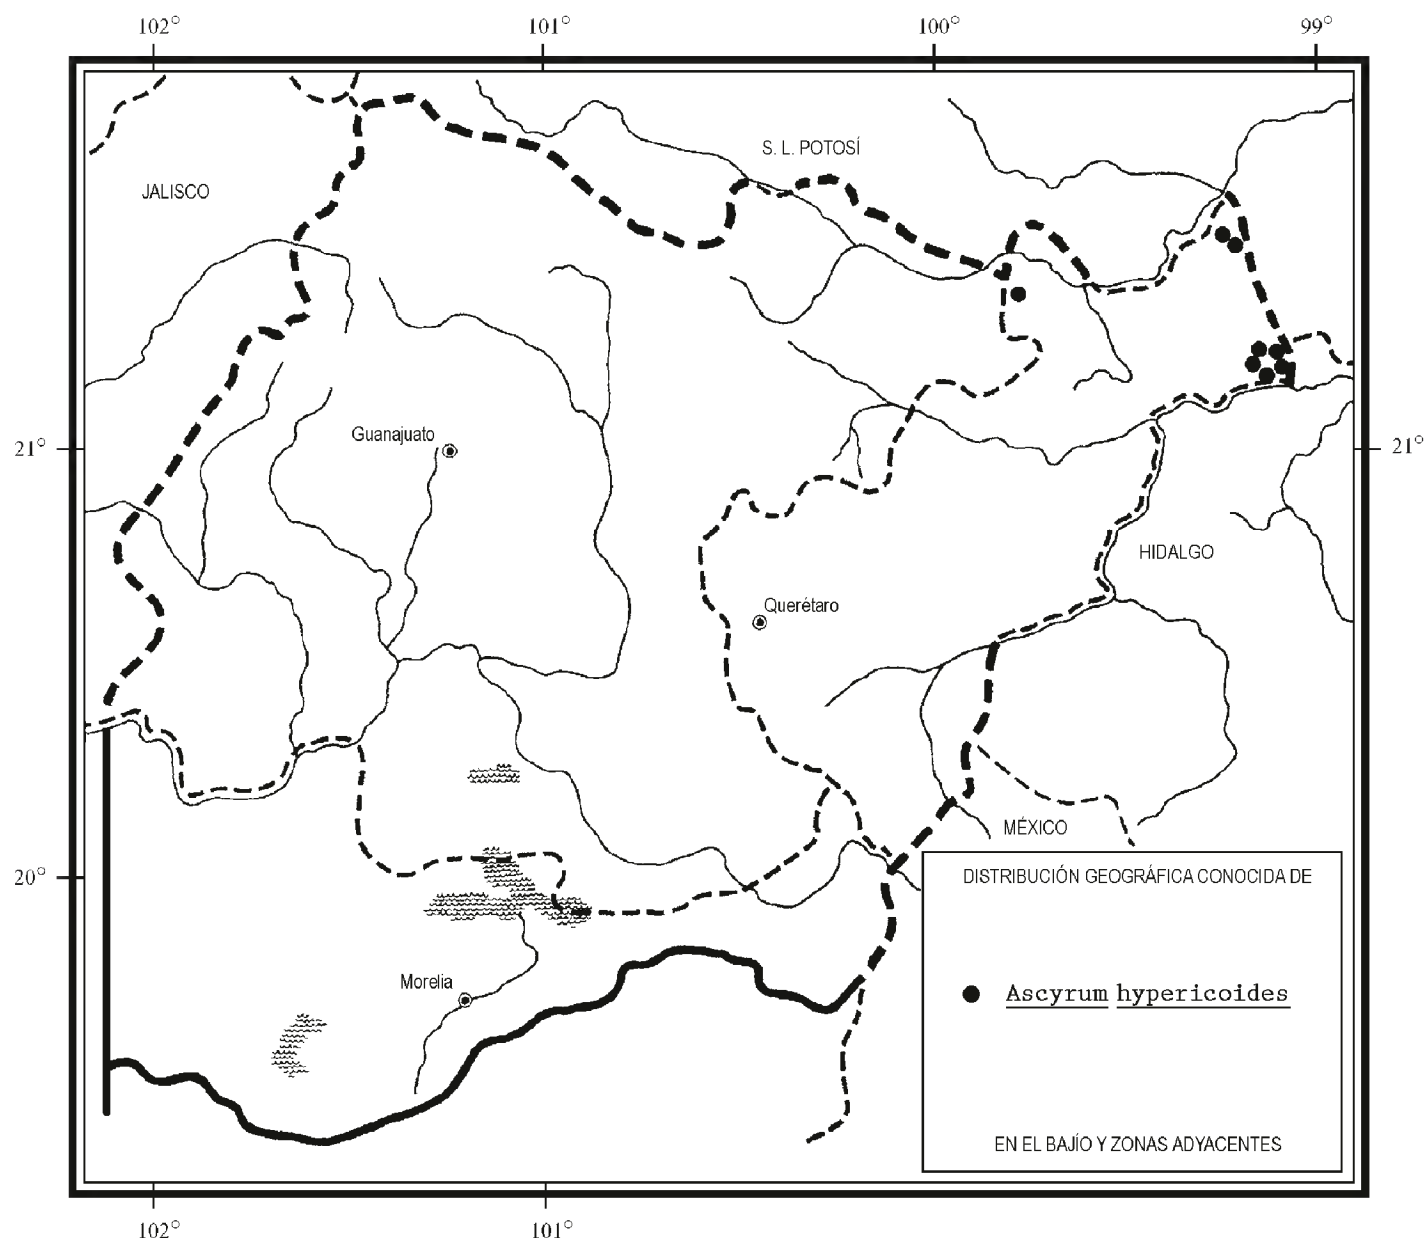 102° 101° 100° 99°
S. L. POTOSÍ
JALISCO
Guanajuato
21° 21°
HIDALGO
Querétaro
MÉXICO
20°
DISTRIBUCIÓN GEOGRÁFICA CONOCIDA DE
Morelia
Ascyrum hypericoides
EN EL BAJÍO Y ZONAS ADYACENTES
102° 101°